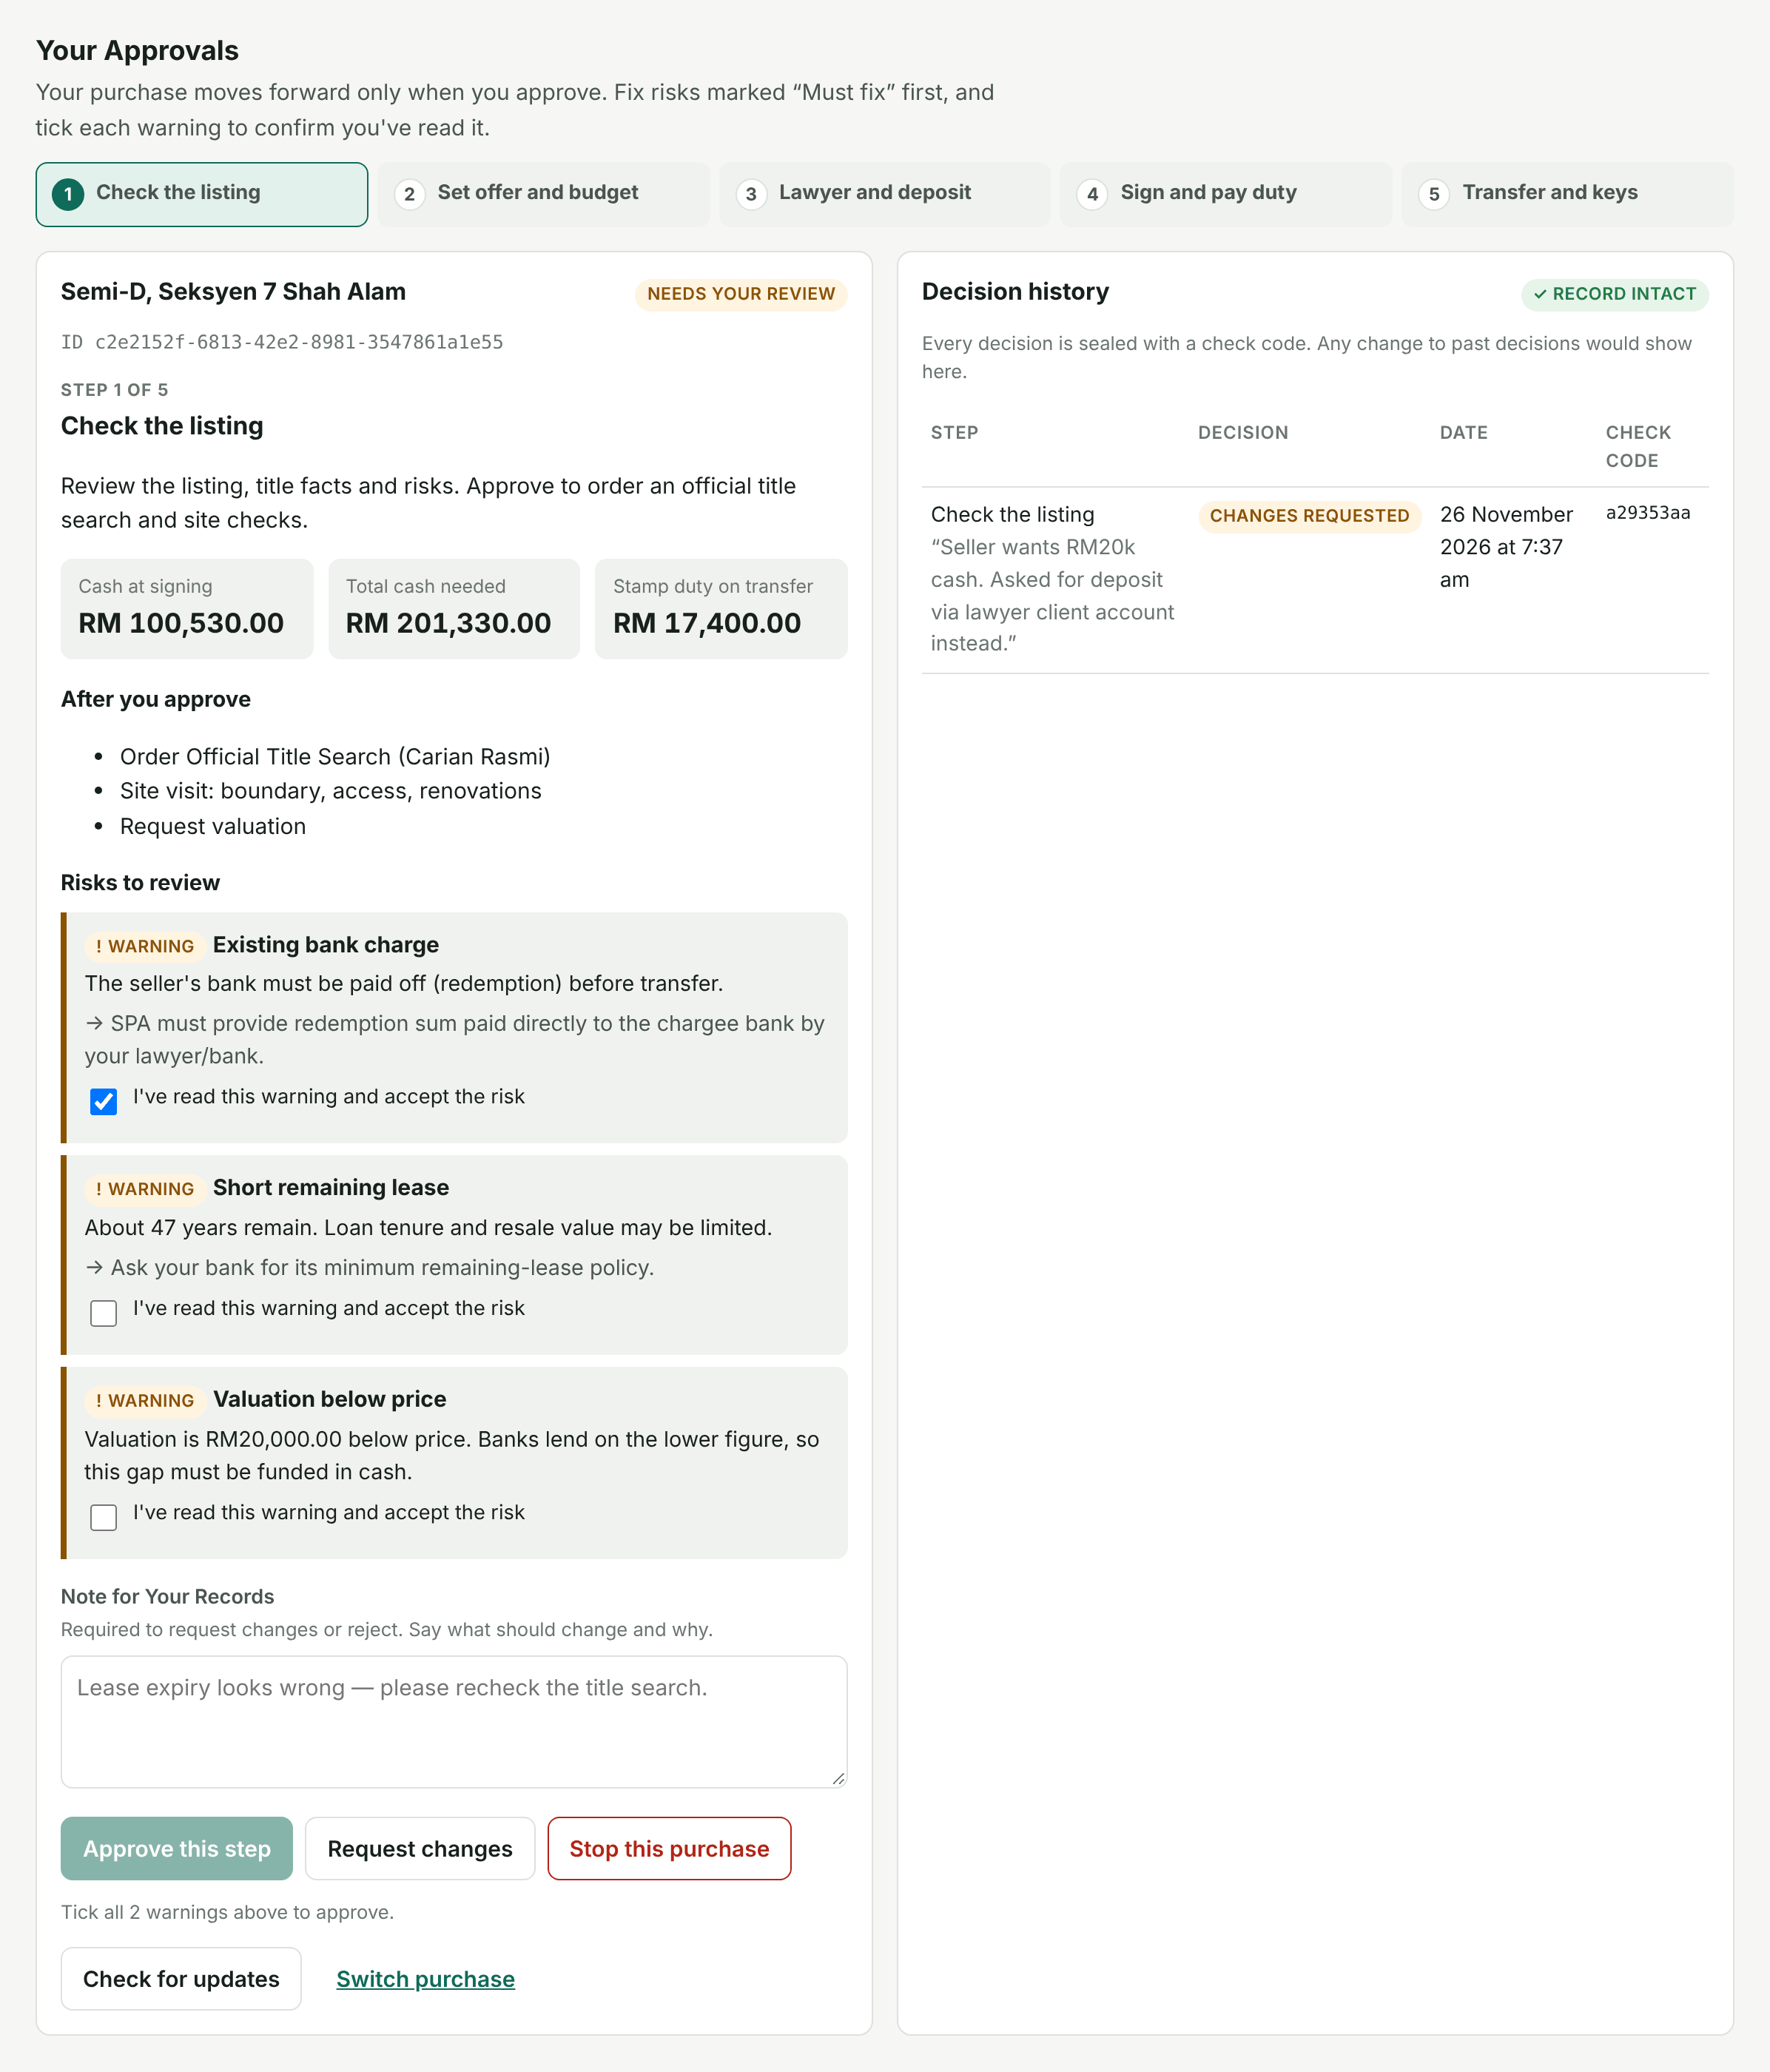 Your Approvals
Your purchase moves forward only when you approve. Fix risks marked “Must fix” first, and
tick each warning to confirm you've read it.
1 Check the listing
2 Set offer and budget
3 Lawyer and deposit
4 Sign and pay duty
5 Transfer and keys
Semi-D, Seksyen 7 Shah Alam
NEEDS YOUR REVIEW
ID c2e2152f-6813-42e2-8981-3547861a1e55
STEP 1 OF 5
Check the listing
Review the listing, title facts and risks. Approve to order an official title
search and site checks.
Cash at signing
RM 100,530.00
Total cash needed
RM 201,330.00
Stamp duty on transfer
RM 17,400.00
After you approve
• Order Official Title Search (Carian Rasmi)
• Site visit: boundary, access, renovations
• Request valuation
Risks to review
! WARNING Existing bank charge
The seller's bank must be paid off (redemption) before transfer.
→ SPA must provide redemption sum paid directly to the chargee bank by
your lawyer/bank.
I've read this warning and accept the risk
! WARNING Short remaining lease
About 47 years remain. Loan tenure and resale value may be limited.
→ Ask your bank for its minimum remaining-lease policy.
I've read this warning and accept the risk
! WARNING Valuation below price
Valuation is RM20,000.00 below price. Banks lend on the lower figure, so
this gap must be funded in cash.
I've read this warning and accept the risk
Note for Your Records
Required to request changes or reject. Say what should change and why.
Lease expiry looks wrong — please recheck the title search.
Approve this step
Request changes
Stop this purchase
Tick all 2 warnings above to approve.
Check for updates
Switch purchase
Decision history
✓ RECORD INTACT
Every decision is sealed with a check code. Any change to past decisions would show
here.
STEP
DECISION
DATE
CHECK
CODE
Check the listing
“Seller wants RM20k
cash. Asked for deposit
via lawyer client account
instead.”
CHANGES REQUESTED
26 November
2026 at 7:37
am
a29353aa